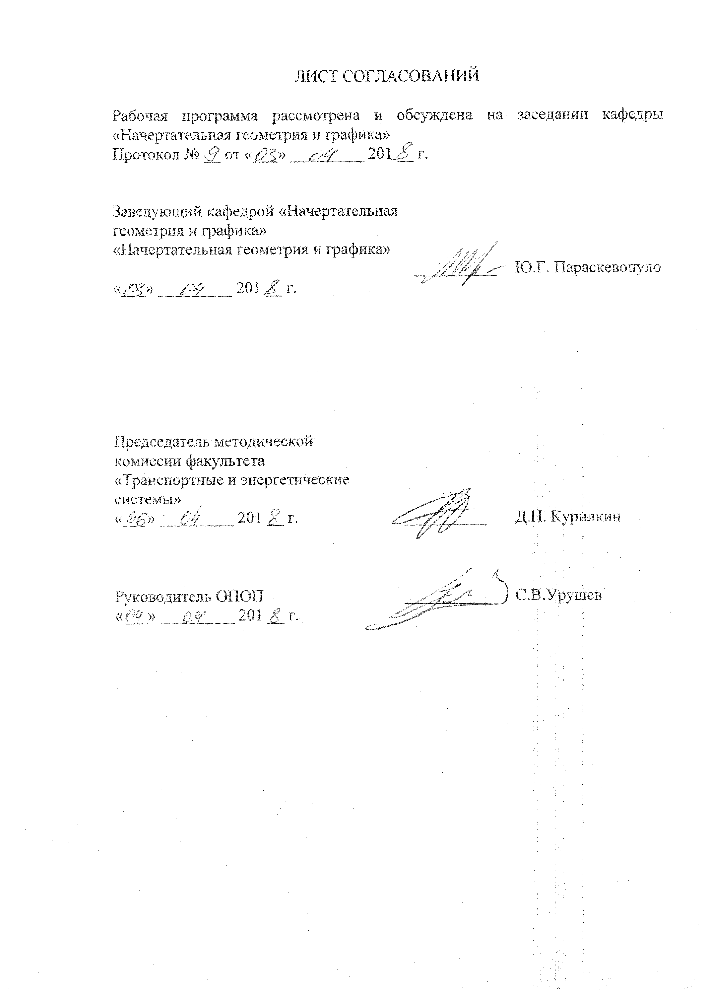 ЛИСТ СОГЛАСОВАНИЙ
Рабочая программа рассмотрена и обсуждена на заседании кафедры
«Начертательная геометрия и графика»
Протокол № 9 от «03» 04 2018 г.
Заведующий кафедрой «Начертательная
геометрия и графика»
«Начертательная геометрия и графика»
Ю.Г. Параскевопуло
«03» 04 2018 г.
Председатель методической
комиссии факультета
«Транспортные и энергетические
системы»
«06» 04 2018 г. Д.Н. Курилкин
Руководитель ОПОП С.В.Урушев
«04» 04 2018 г.